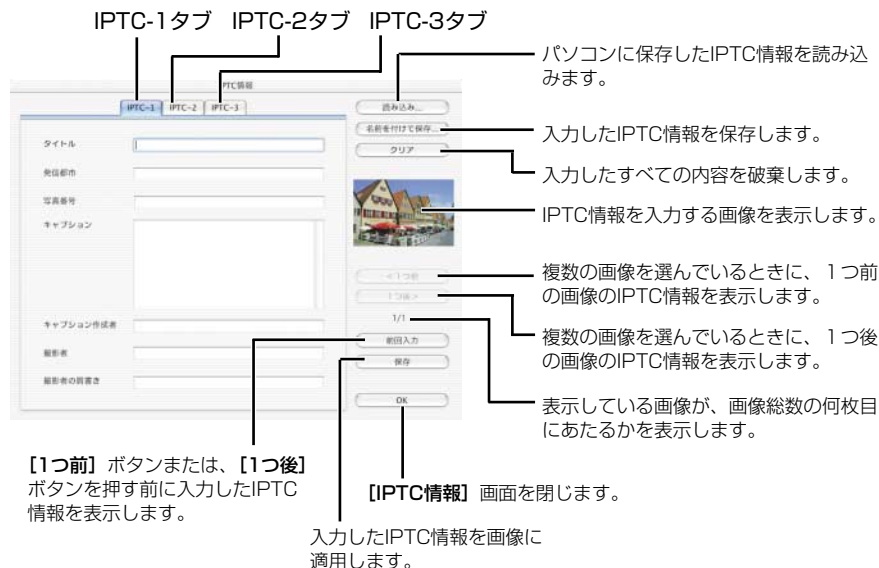 IPTC-1タブ IPTC-2タブ IPTC-3タブ
パソコンに保存したIPTC情報を読み込
みます。
入力したIPTC情報を保存します。
入力したすべての内容を破棄します。
IPTC情報を入力する画像を表示します。
複数の画像を選んでいるときに、1つ前
の画像のIPTC情報を表示します。
複数の画像を選んでいるときに、1つ後
の画像のIPTC情報を表示します。
表示している画像が、画像総数の何枚目
にあたるかを表示します。
PTC情報
IPTC-1 IPTC-2 IPTC-3
タイトル
発信都市
写真番号
キャプション
キャプション作成者
撮影者
撮影者の肩書き
読み込み...
名前を付けて保存...
クリア
<1つ前
1つ後>
1/1
前回入力
保存
OK
[1つ前] ボタンまたは、[1つ後]
ボタンを押す前に入力したIPTC
情報を表示します。
[IPTC情報] 画面を閉じます。
入力したIPTC情報を画像に
適用します。